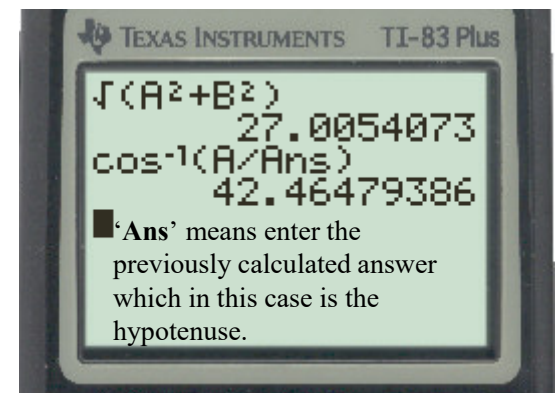 TEXAS INSTRUMENTS TI-83 Plus
√(A²+B²)
27.0054073
cos⁻¹(A/Ans)
42.46479386
‘Ans’ means enter the
previously calculated answer
which in this case is the
hypotenuse.